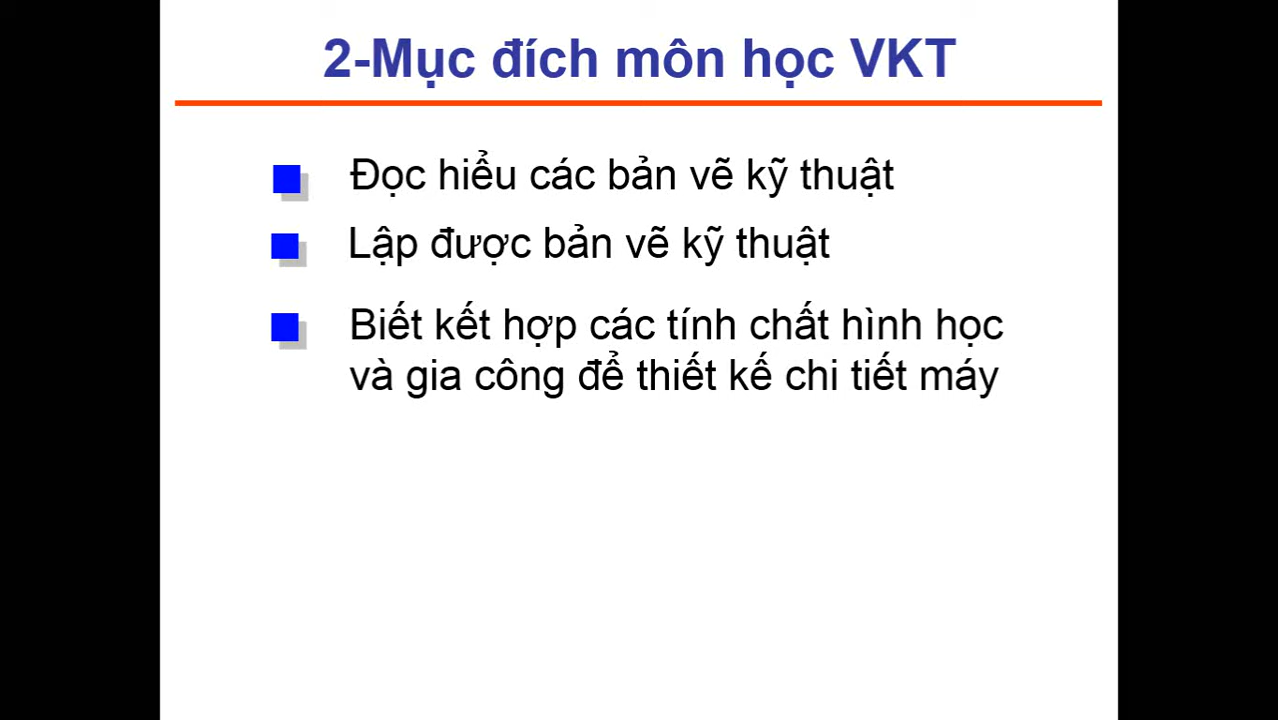 2-Mục đích môn học VKT
Đọc hiểu các bản vẽ kỹ thuật
Lập được bản vẽ kỹ thuật
Biết kết hợp các tính chất hình học
và gia công để thiết kế chi tiết máy